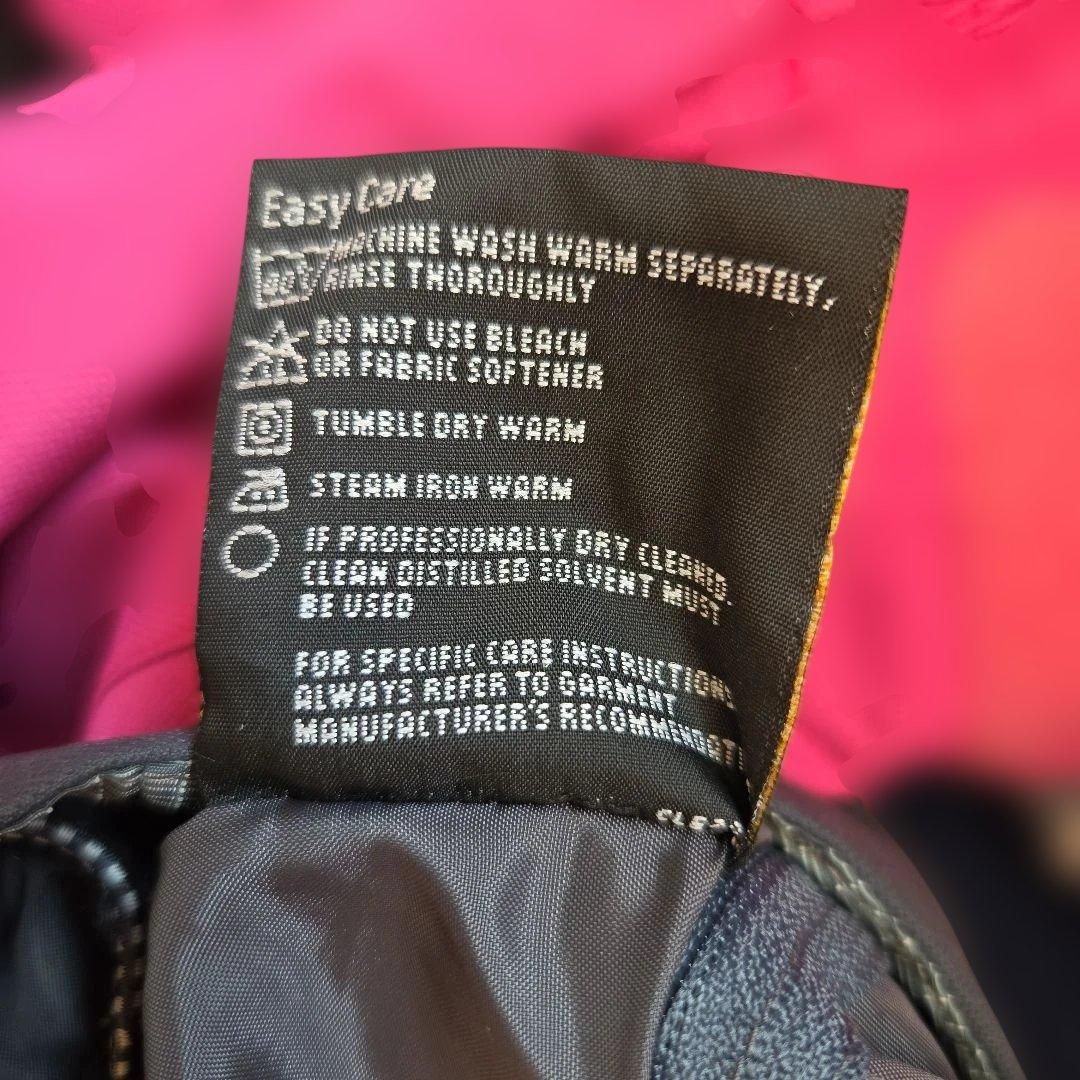 Easy Care
MACHINE WASH WARM SEPARATELY,
RINSE THOROUGHLY
DO NOT USE BLEACH
OR FABRIC SOFTENER
TUMBLE DRY WARM
STEAM IRON WARM
IF PROFESSIONALLY DRY CLEANED,
CLEAN DISTILLED SOLVENT MUST
BE USED
FOR SPECIFIC CARE INSTRUCTIONS
ALWAYS REFER TO GARMENT
MANUFACTURER'S